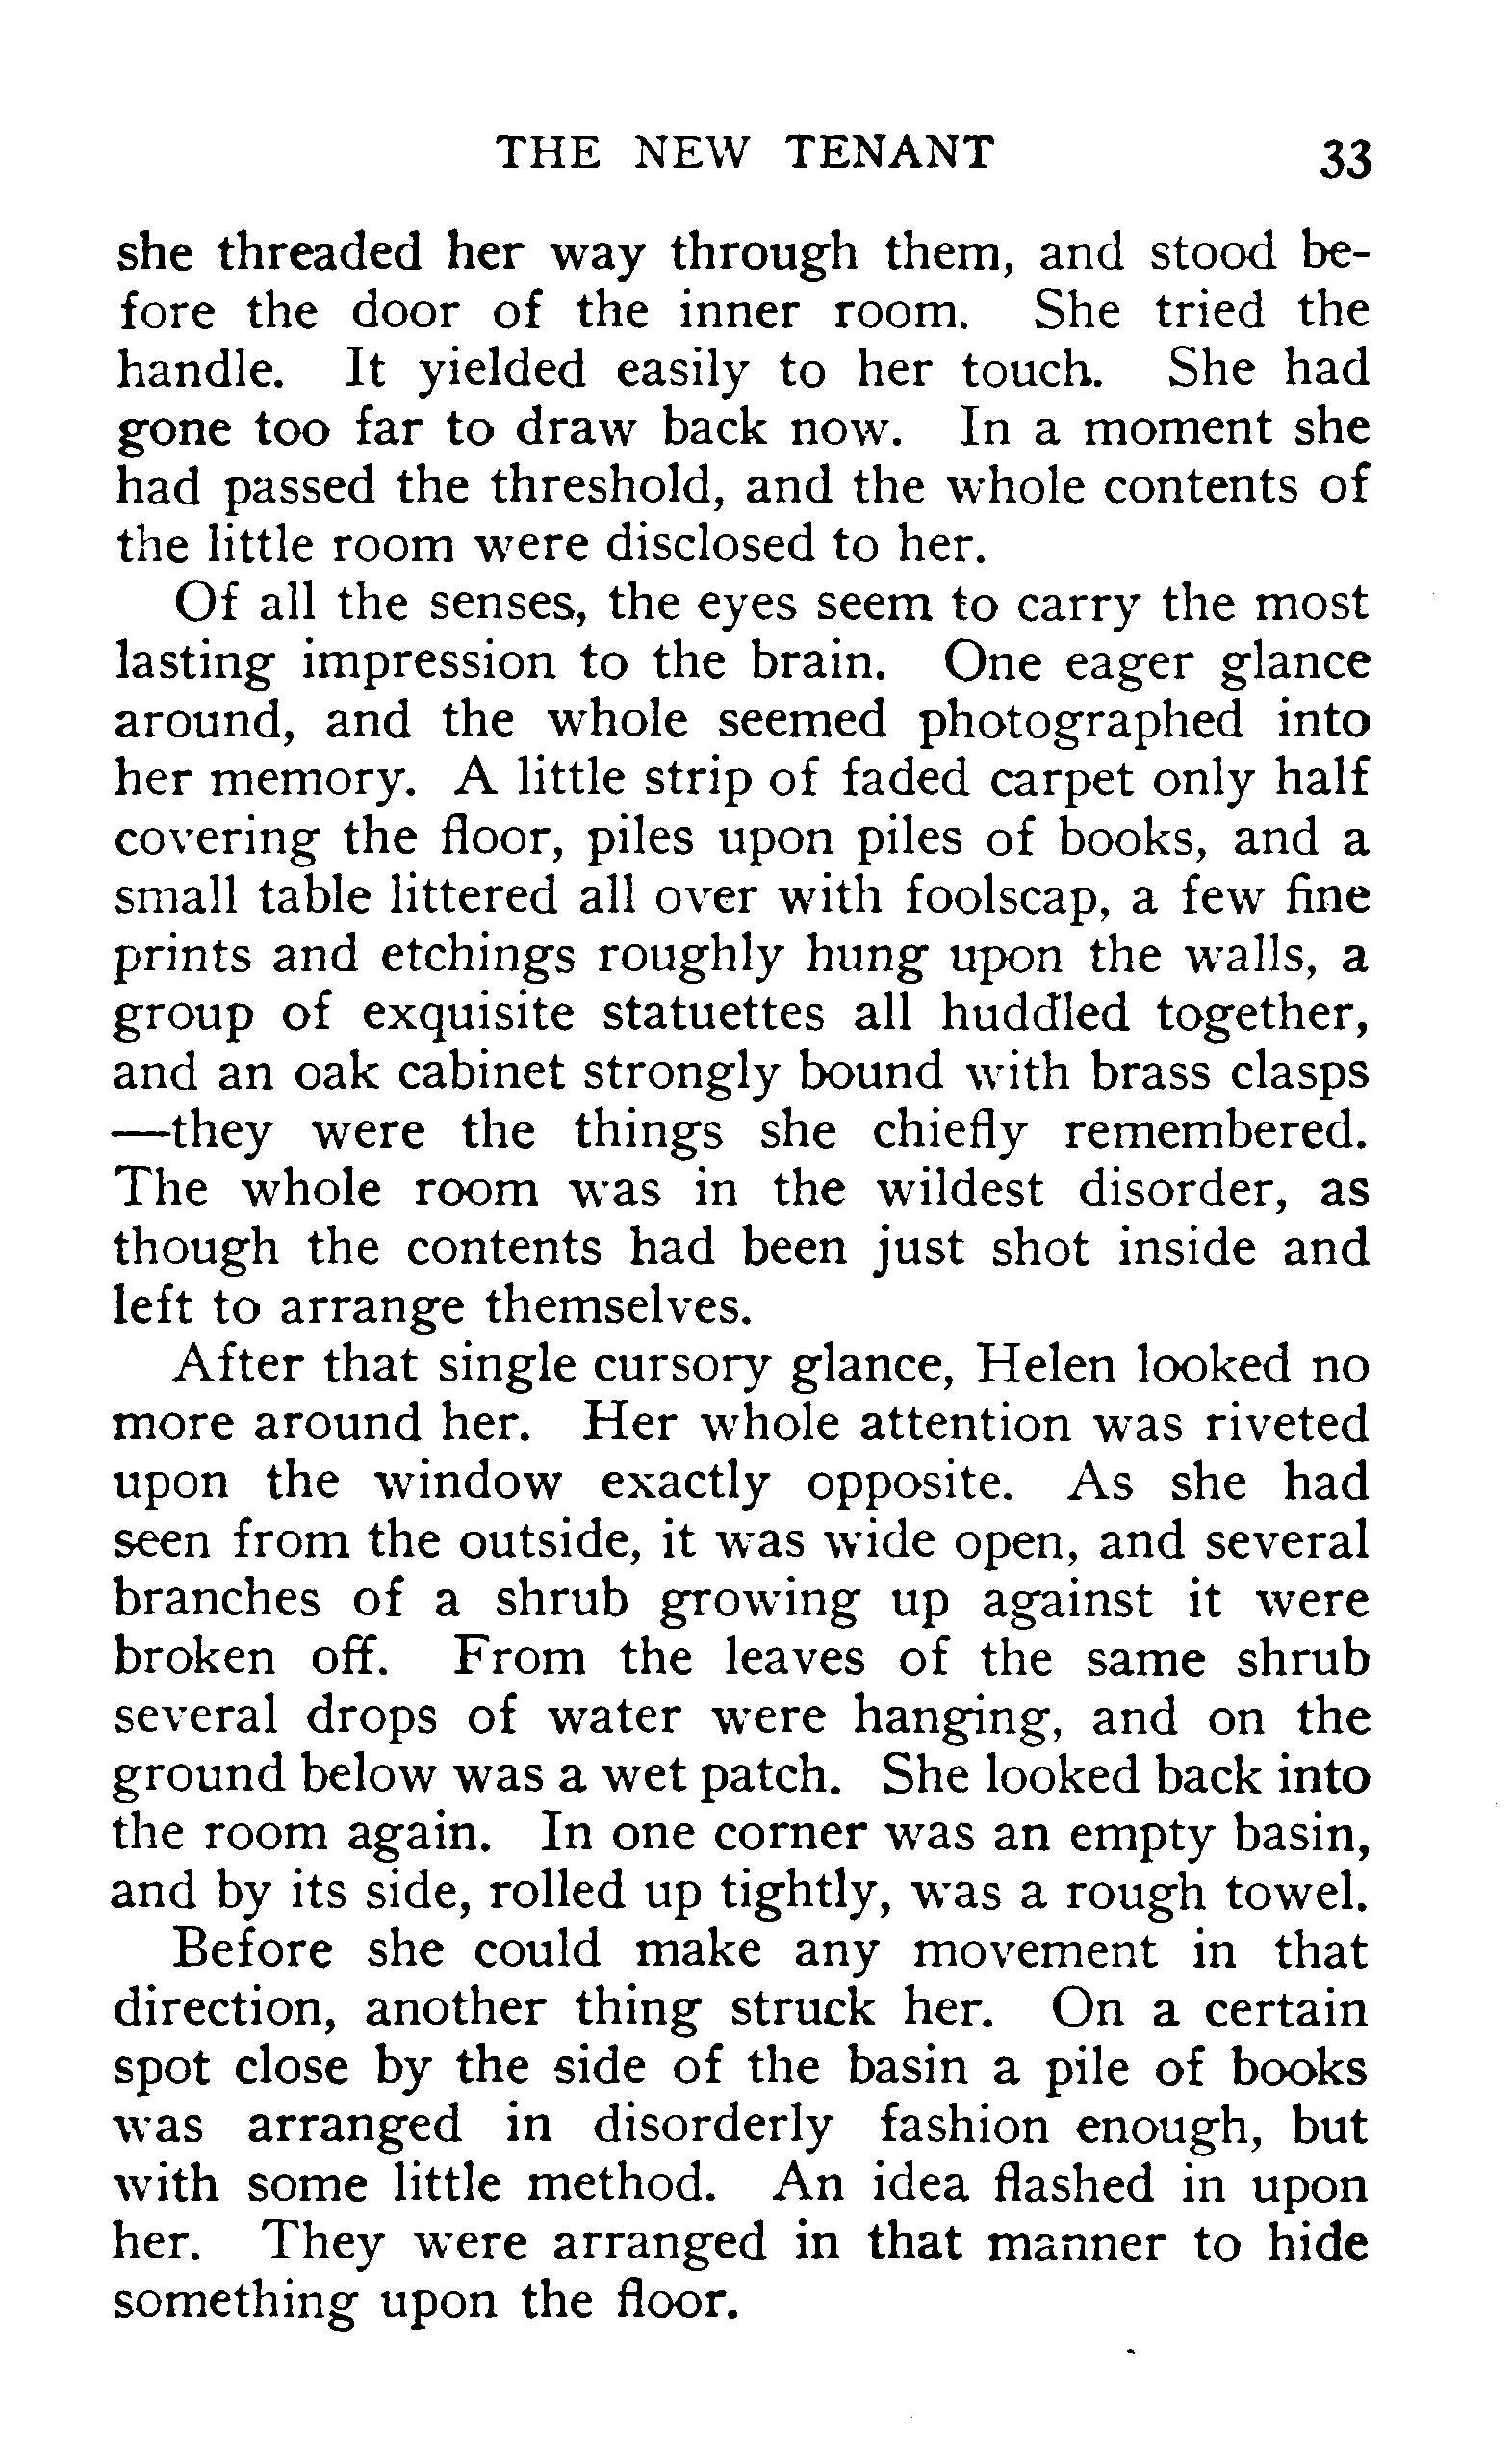 THE NEW TENANT 33
she threaded her way through them, and stood be-
fore the door of the inner room. She tried the
handle. It yielded easily to her touch. She had
gone too far to draw back now. In a moment she
had passed the threshold, and the whole contents of
the little room were disclosed to her.
Of all the senses, the eyes seem to carry the most
lasting impression to the brain. One eager glance
around, and the whole seemed photographed into
her memory. A little strip of faded carpet only half
covering the floor, piles upon piles of books, and a
small table littered all over with foolscap, a few fine
prints and etchings roughly hung upon the walls, a
group of exquisite statuettes all huddled together,
and an oak cabinet strongly bound with brass clasps
—they were the things she chiefly remembered.
The whole room was in the wildest disorder, as
though the contents had been just shot inside and
left to arrange themselves.
After that single cursory glance, Helen looked no
more around her. Her whole attention was riveted
upon the window exactly opposite. As she had
seen from the outside, it was wide open, and several
branches of a shrub growing up against it were
broken off. From the leaves of the same shrub
several drops of water were hanging, and on the
ground below was a wet patch. She looked back into
the room again. In one corner was an empty basin,
and by its side, rolled up tightly, was a rough towel.
Before she could make any movement in that
direction, another thing struck her. On a certain
spot close by the side of the basin a pile of books
was arranged in disorderly fashion enough, but
with some little method. An idea flashed in upon
her. They were arranged in that manner to hide
something upon the floor.